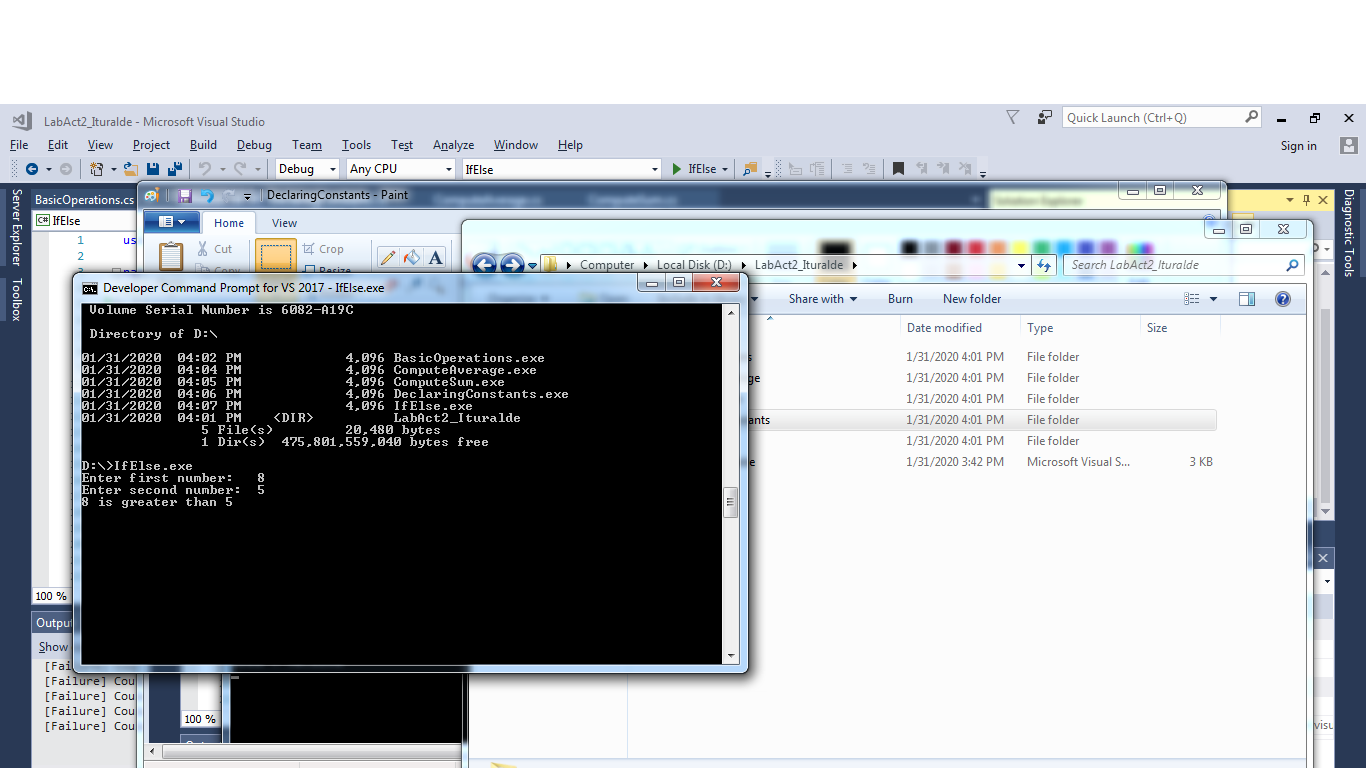 LabAct2_Ituralde - Microsoft Visual Studio
Quick Launch (Ctrl+Q)
File Edit View Project Build Debug Team Tools Test Analyze Window Help
Sign in
Debug Any CPU IfElse IfElse
Server Explorer
Toolbox
BasicOperations.cs
IfElse
1 us
2
100 %
Output
Show
[Failure] Cou
[Failure] Cou
[Failure] Cou
[Failure] Cou
[Failure] Cou
DeclaringConstants - Paint
Home View
Cut
Copy
Crop
Resize
A
100 %
Solution Explorer
Diagnostic Tools
Computer Local Disk (D:) LabAct2_Ituralde
Search LabAct2_Ituralde
Share with Burn New folder
Date modified Type Size
1/31/2020 4:01 PM File folder
ge 1/31/2020 4:01 PM File folder
1/31/2020 4:01 PM File folder
ants 1/31/2020 4:01 PM File folder
1/31/2020 4:01 PM File folder
e 1/31/2020 3:42 PM Microsoft Visual S... 3 KB
Developer Command Prompt for VS 2017 - IfElse.exe
Volume Serial Number is 6082-A19C
Directory of D:\
01/31/2020 04:02 PM 4,096 BasicOperations.exe
01/31/2020 04:04 PM 4,096 ComputeAverage.exe
01/31/2020 04:05 PM 4,096 ComputeSum.exe
01/31/2020 04:06 PM 4,096 DeclaringConstants.exe
01/31/2020 04:07 PM 4,096 IfElse.exe
01/31/2020 04:01 PM <DIR> LabAct2_Ituralde
5 File(s) 20,480 bytes
1 Dir(s) 475,801,559,040 bytes free
D:\>IfElse.exe
Enter first number: 8
Enter second number: 5
8 is greater than 5
visu